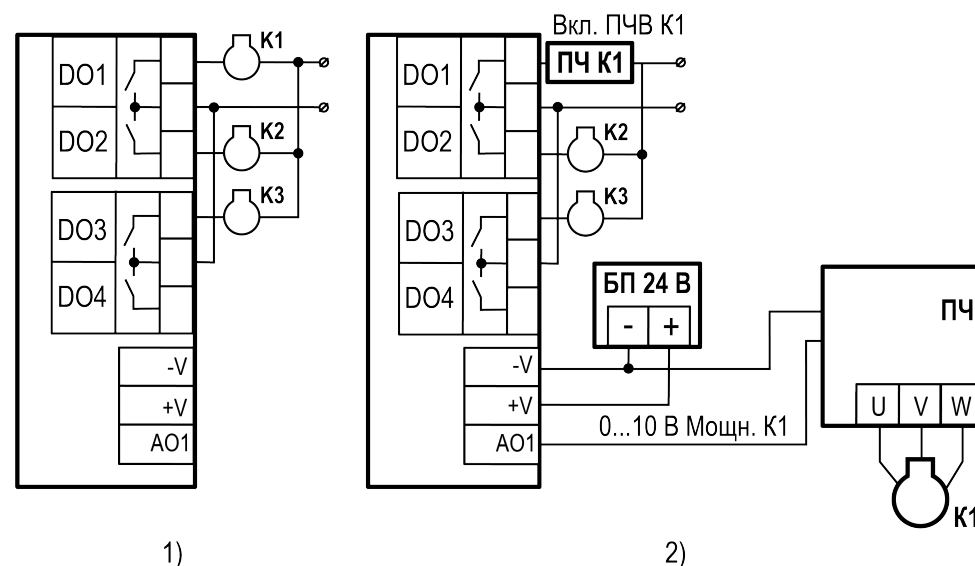 DO1
DO2
DO3
DO4
-V
+V
AO1
K1
K2
K3
1)
Вкл. ПЧВ К1
ПЧ К1
DO1
DO2
DO3
DO4
-V
+V
AO1
K2
K3
БП 24 В
- +
0...10 В Мощн. К1
ПЧ
U V W
К1
2)